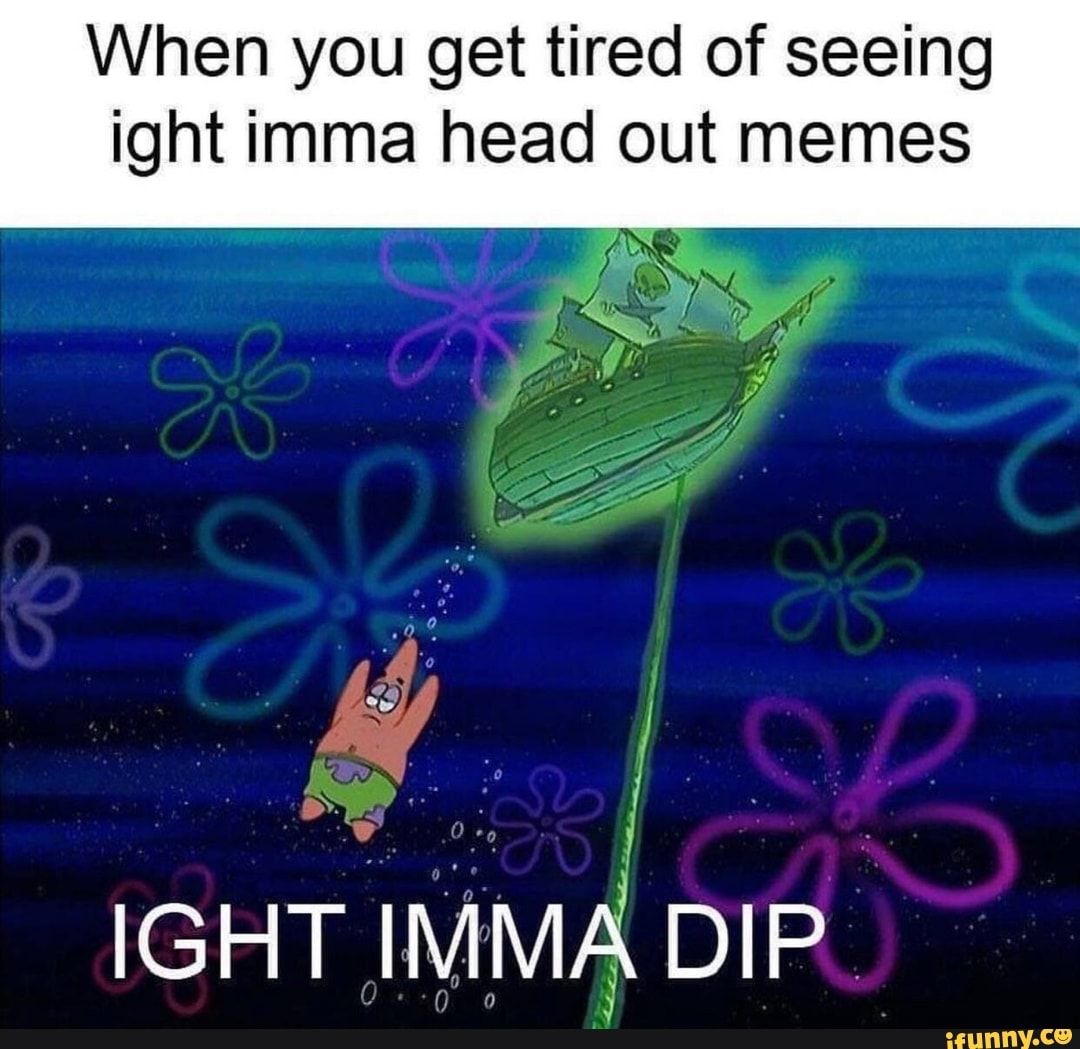 When you get tired of seeing
ight imma head out memes
IGHT IMMA DIP
ifunny.co